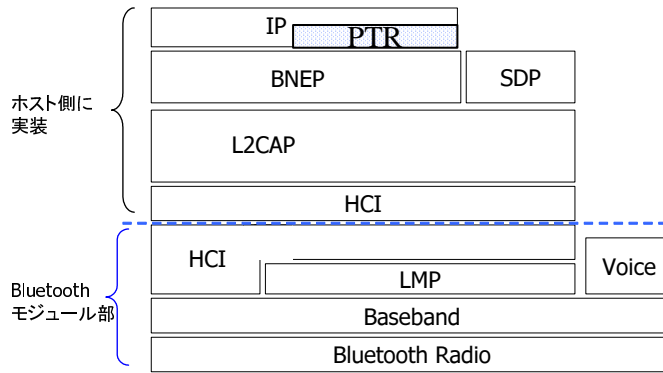 IP
PTR
BNEP
SDP
ホスト側に
実装
L2CAP
HCI
HCI
Voice
LMP
Bluetooth
モジュール部
Baseband
Bluetooth Radio